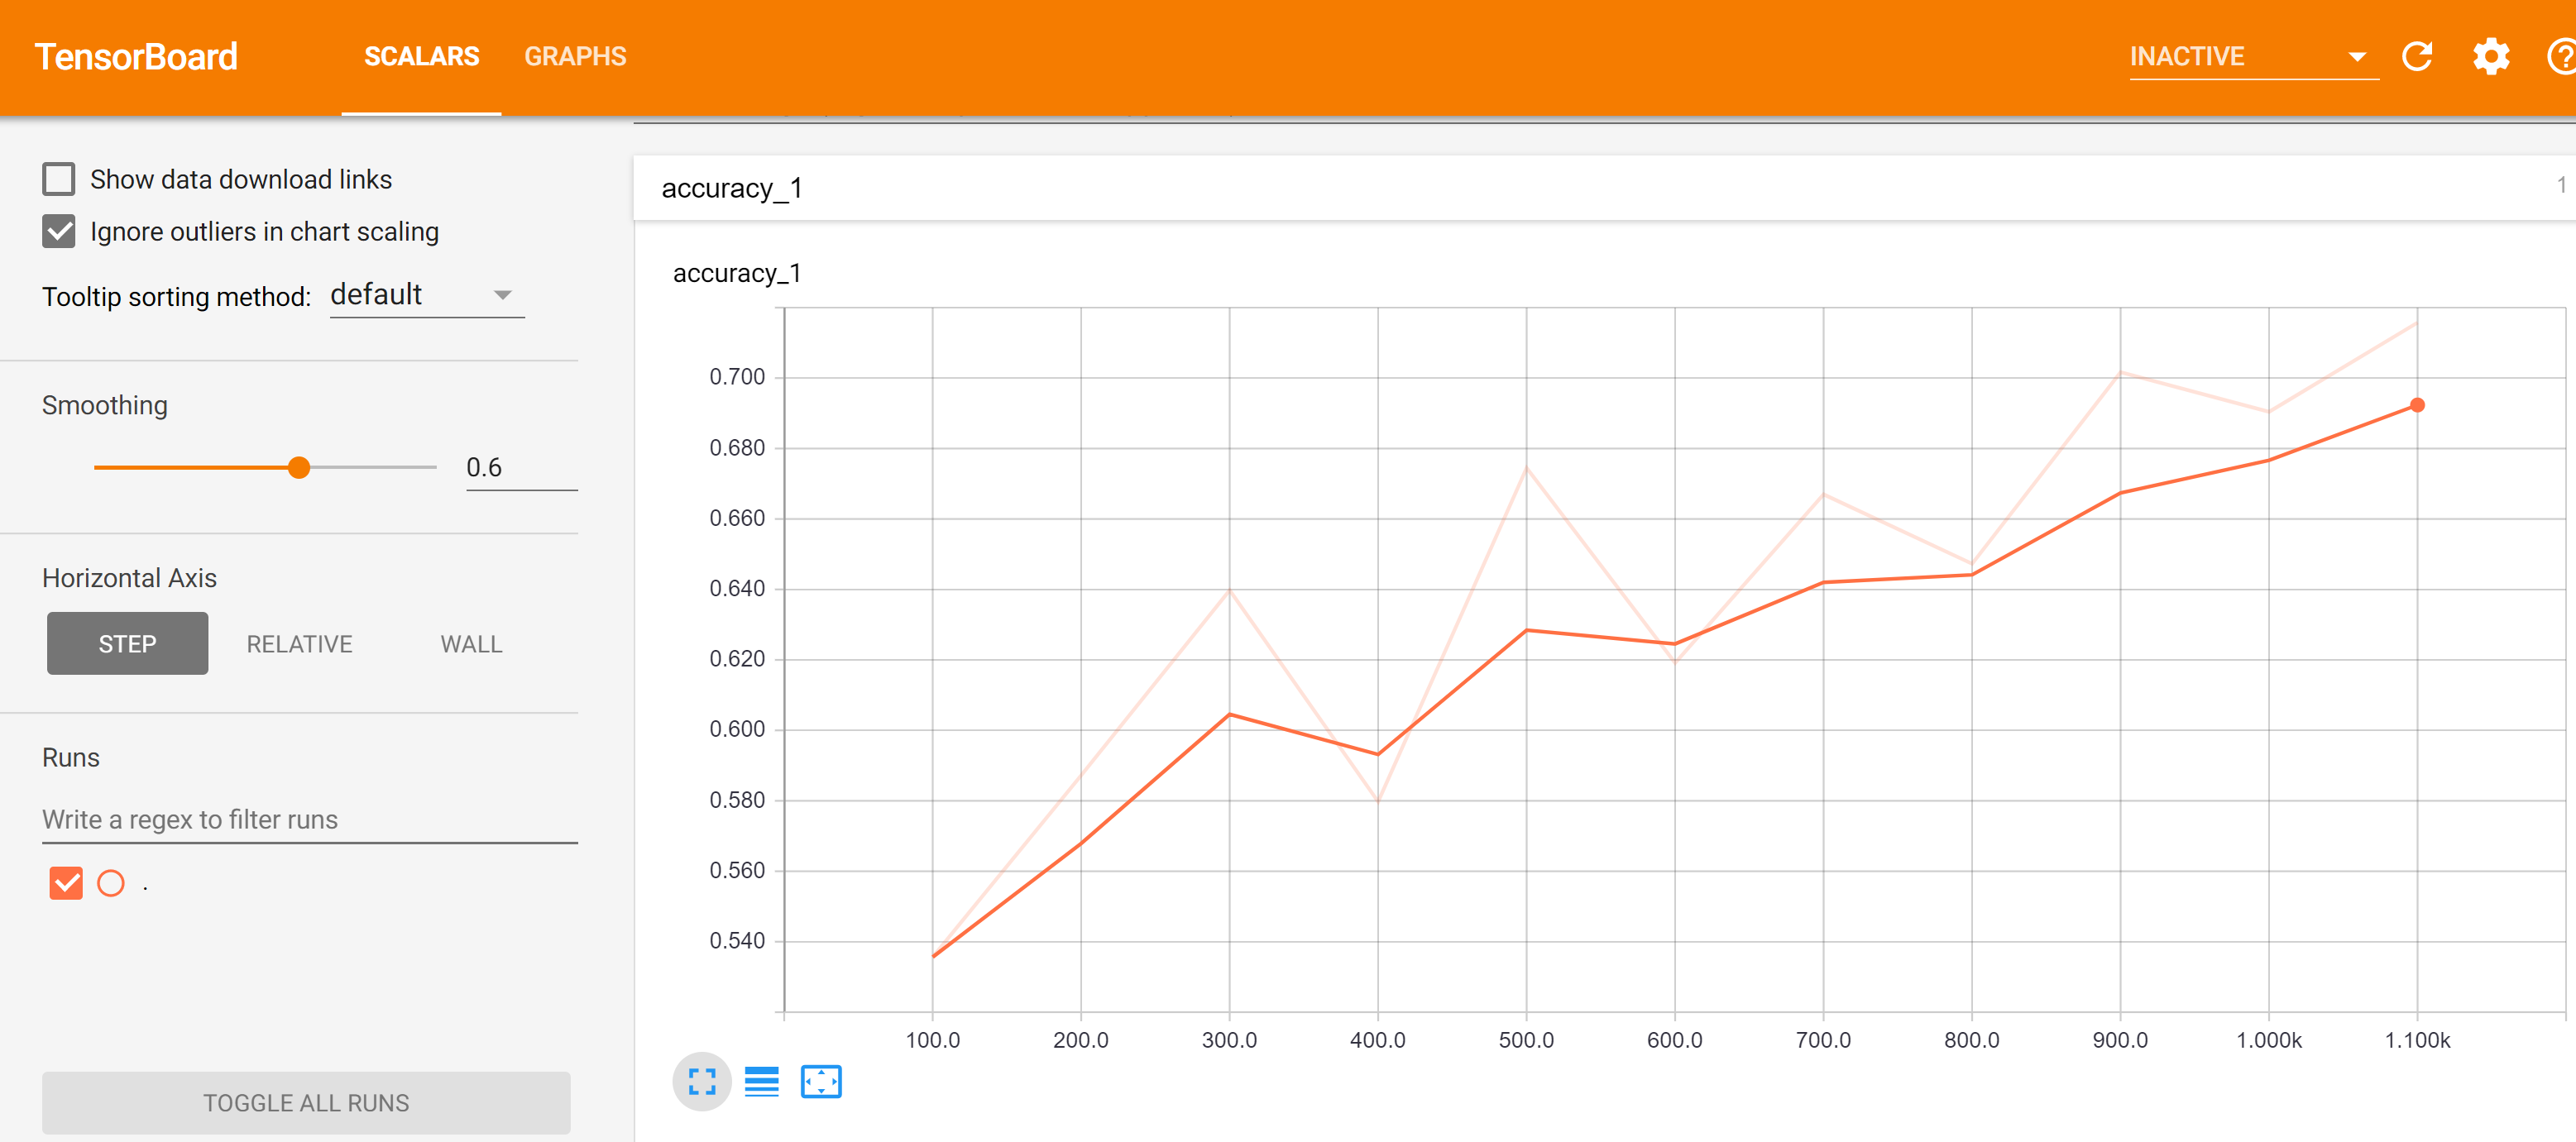 TensorBoard SCALARS GRAPHS INACTIVE
Show data download links
Ignore outliers in chart scaling
Tooltip sorting method: default
Smoothing
0.6
Horizontal Axis
STEP RELATIVE WALL
Runs
Write a regex to filter runs
.
TOGGLE ALL RUNS
accuracy_1 1
accuracy_1
0.700
0.680
0.660
0.640
0.620
0.600
0.580
0.560
0.540
100.0 200.0 300.0 400.0 500.0 600.0 700.0 800.0 900.0 1.000k 1.100k